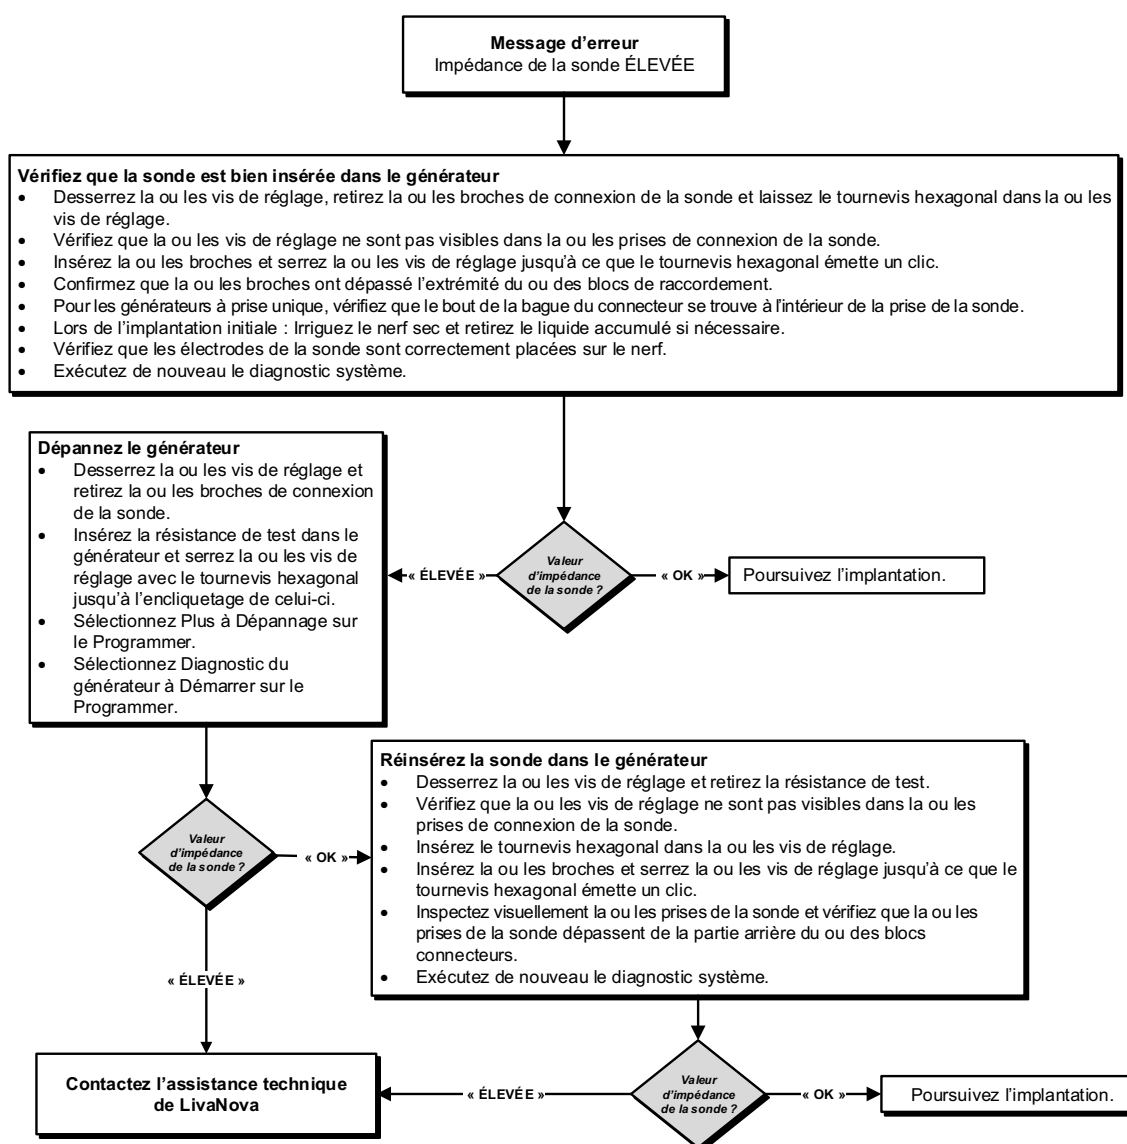 Message d'erreur
Impédance de la sonde ÉLEVÉE
Vérifiez que la sonde est bien insérée dans le générateur
• Desserrez la ou les vis de réglage, retirez la ou les broches de connexion de la sonde et laissez le tournevis hexagonal dans la ou les
vis de réglage.
• Vérifiez que la ou les vis de réglage ne sont pas visibles dans la ou les prises de connexion de la sonde.
• Insérez la ou les broches et serrez la ou les vis de réglage jusqu'à ce que le tournevis hexagonal émette un clic.
• Confirmez que la ou les broches ont dépassé l'extrémité du ou des blocs de raccordement.
• Pour les générateurs à prise unique, vérifiez que le bout de la bague du connecteur se trouve à l'intérieur de la prise de la sonde.
• Lors de l'implantation initiale : Irriguez le nerf sec et retirez le liquide accumulé si nécessaire.
• Vérifiez que les électrodes de la sonde sont correctement placées sur le nerf.
• Exécutez de nouveau le diagnostic système.
Dépannez le générateur
• Desserrez la ou les vis de réglage et
retirez la ou les broches de connexion
de la sonde.
• Insérez la résistance de test dans le
générateur et serrez la ou les vis de
réglage avec le tournevis hexagonal
jusqu'à l'encliquetage de celui-ci.
• Sélectionnez Plus à Dépannage sur
le Programmer.
• Sélectionnez Diagnostic du
générateur à Démarrer sur le
Programmer.
« ÉLEVÉE »
Valeur
d'impédance
de la sonde ?
« OK »
Poursuivez l'implantation.
Valeur
d'impédance
de la sonde ?
« OK »
Réinsérez la sonde dans le générateur
• Desserrez la ou les vis de réglage et retirez la résistance de test.
• Vérifiez que la ou les vis de réglage ne sont pas visibles dans la ou les
prises de connexion de la sonde.
• Insérez le tournevis hexagonal dans la ou les vis de réglage.
• Insérez la ou les broches et serrez la ou les vis de réglage jusqu'à ce que le
tournevis hexagonal émette un clic.
• Inspectez visuellement la ou les prises de la sonde et vérifiez que la ou les
prises de la sonde dépassent de la partie arrière du ou des blocs
connecteurs.
• Exécutez de nouveau le diagnostic système.
« ÉLEVÉE »
Contactez l'assistance technique
de LivaNova
« ÉLEVÉE »
Valeur
d'impédance
de la sonde ?
« OK »
Poursuivez l'implantation.